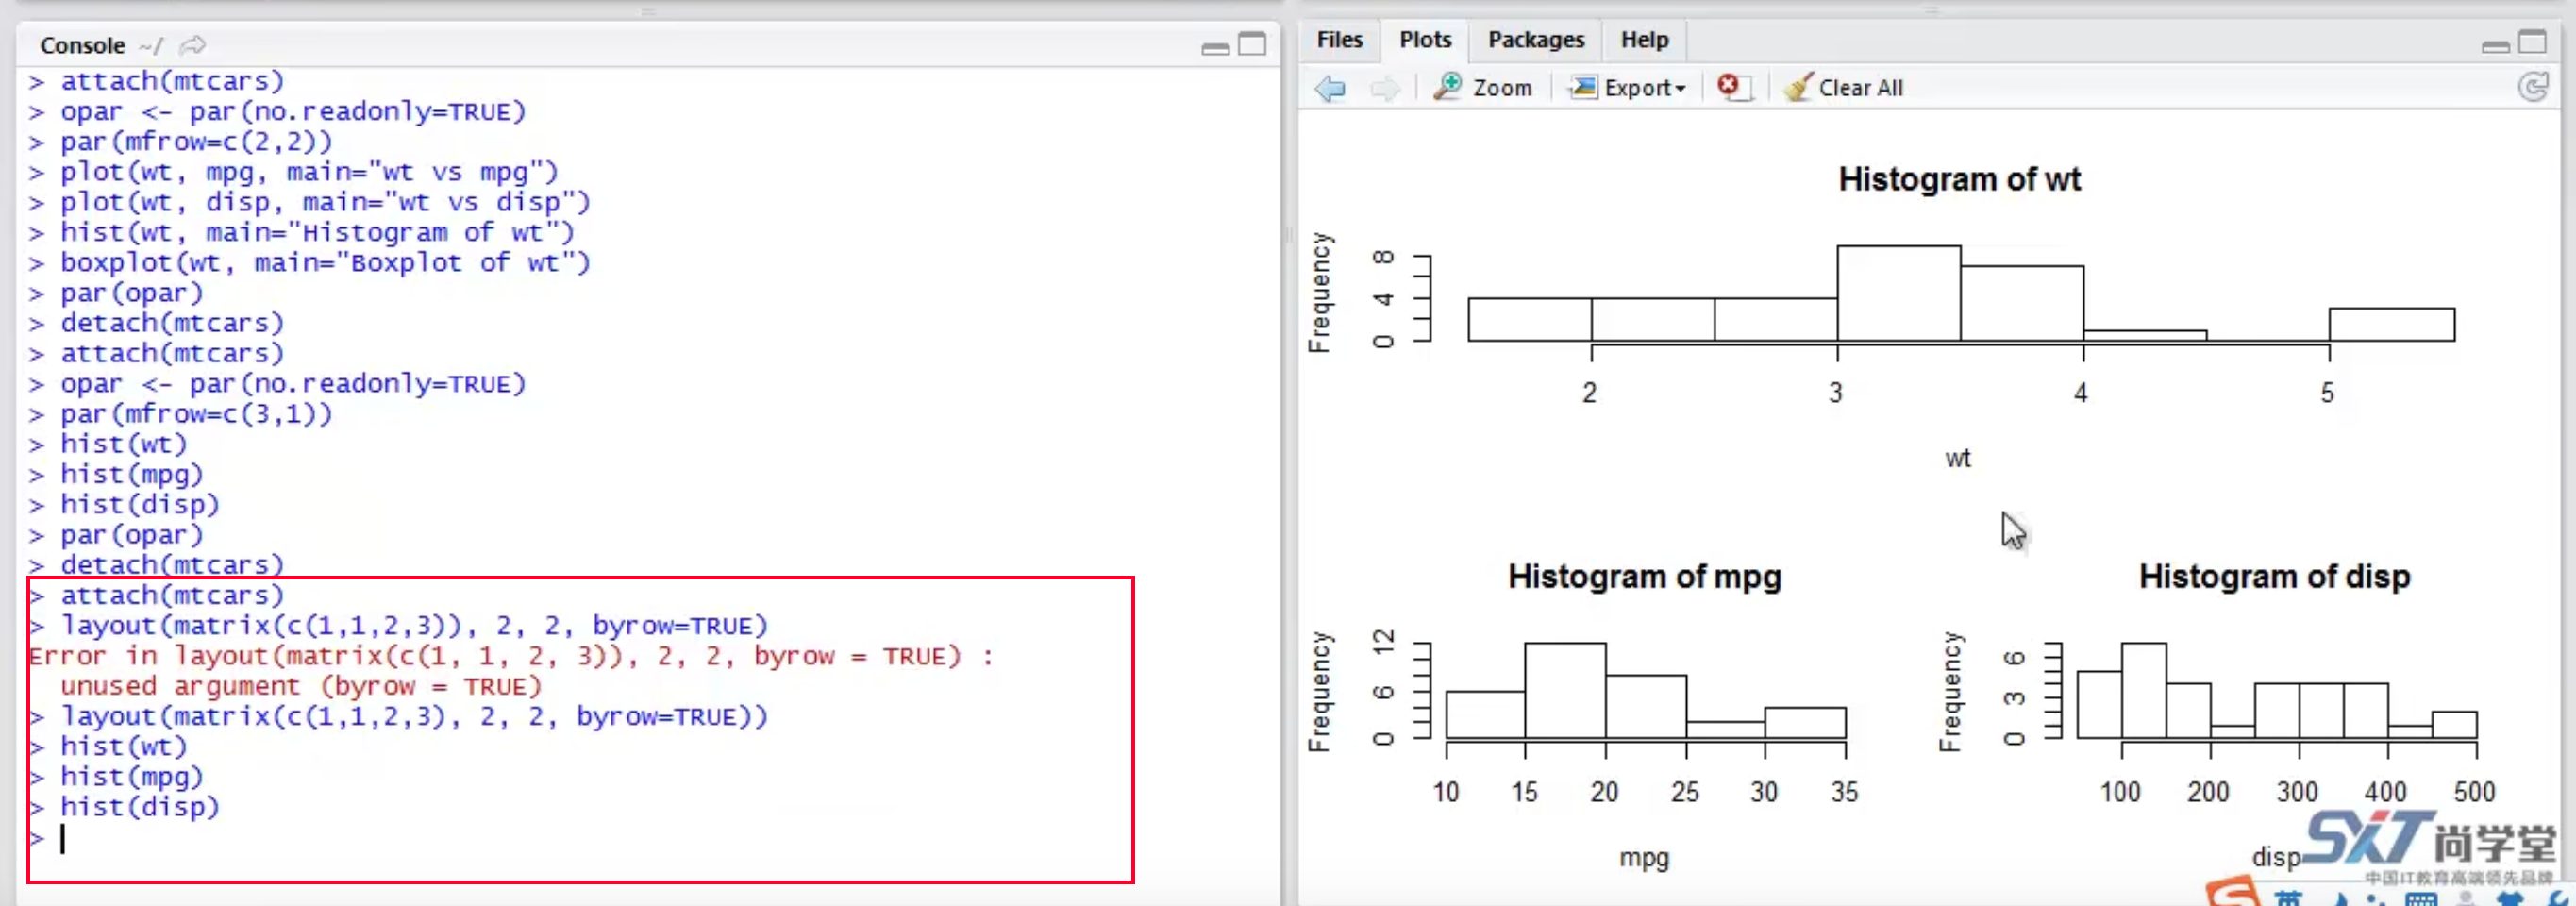 Console ~/
> attach(mtcars)
> opar <- par(no.readonly=TRUE)
> par(mfrow=c(2,2))
> plot(wt, mpg, main="wt vs mpg")
> plot(wt, disp, main="wt vs disp")
> hist(wt, main="Histogram of wt")
> boxplot(wt, main="Boxplot of wt")
> par(opar)
> detach(mtcars)
> attach(mtcars)
> opar <- par(no.readonly=TRUE)
> par(mfrow=c(3,1))
> hist(wt)
> hist(mpg)
> hist(disp)
> par(opar)
> detach(mtcars)
> attach(mtcars)
> layout(matrix(c(1,1,2,3)), 2, 2, byrow=TRUE)
Error in layout(matrix(c(1, 1, 2, 3)), 2, 2, byrow = TRUE) :
  unused argument (byrow = TRUE)
> layout(matrix(c(1,1,2,3), 2, 2, byrow=TRUE))
> hist(wt)
> hist(mpg)
> hist(disp)
>
Files Plots Packages Help
Zoom Export Clear All
Histogram of wt
Frequency
8
4
0
2 3 4 5
wt
Histogram of mpg
Frequency
12
6
0
10 15 20 25 30 35
mpg
Histogram of disp
Frequency
6
3
0
100 200 300 400 500
disp
SXT 尚学堂
中国IT教育高端领先品牌
英